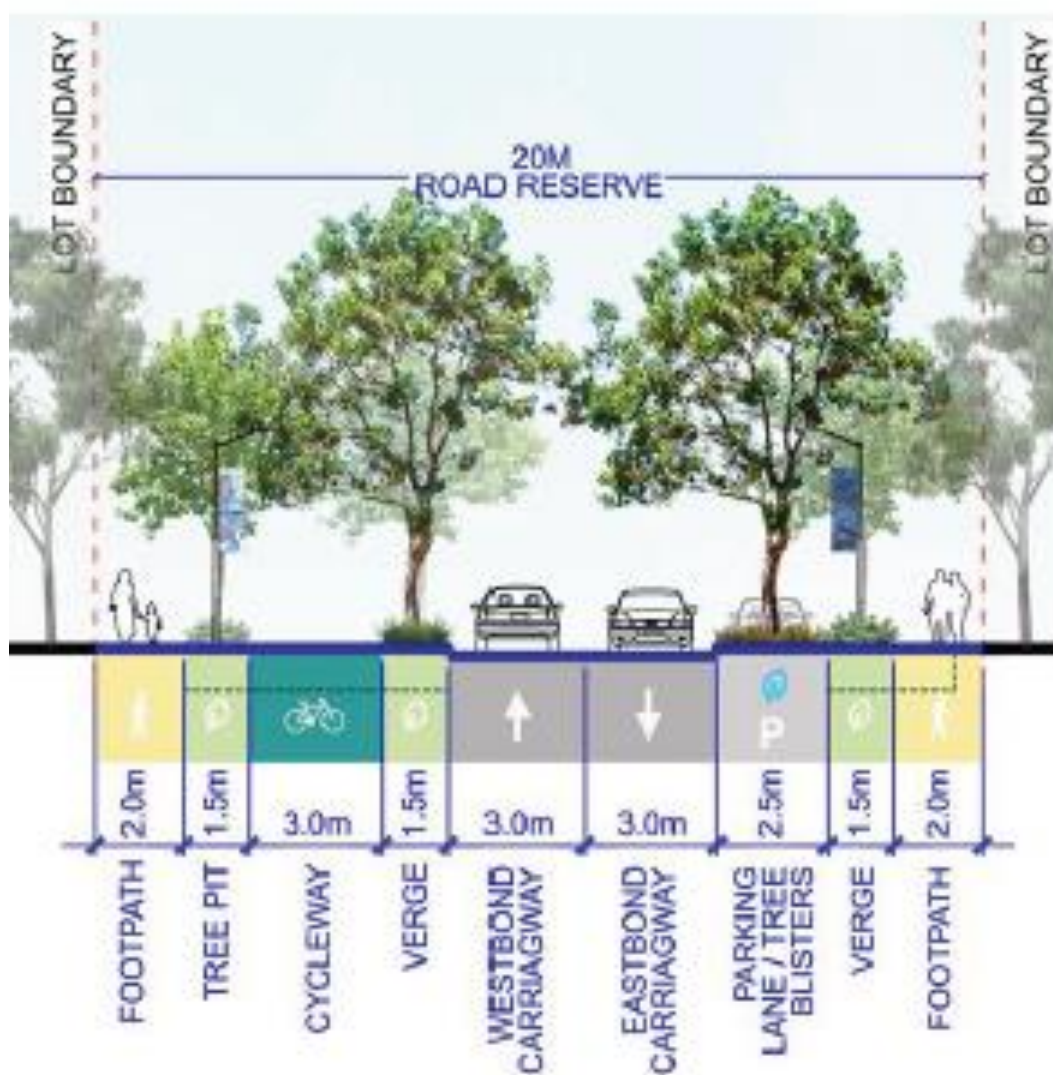 LOT BOUNDARY
20M
ROAD RESERVE
LOT BOUNDARY
P
2.0m
1.5m
3.0m
1.5m
3.0m
3.0m
2.5m
1.5m
2.0m
FOOTPATH
TREE PIT
CYCLEWAY
VERGE
WESTBOND
CARRIAGWAY
EASTBOND
CARRIAGWAY
PARKING
LANE / TREE
BLISTERS
VERGE
FOOTPATH